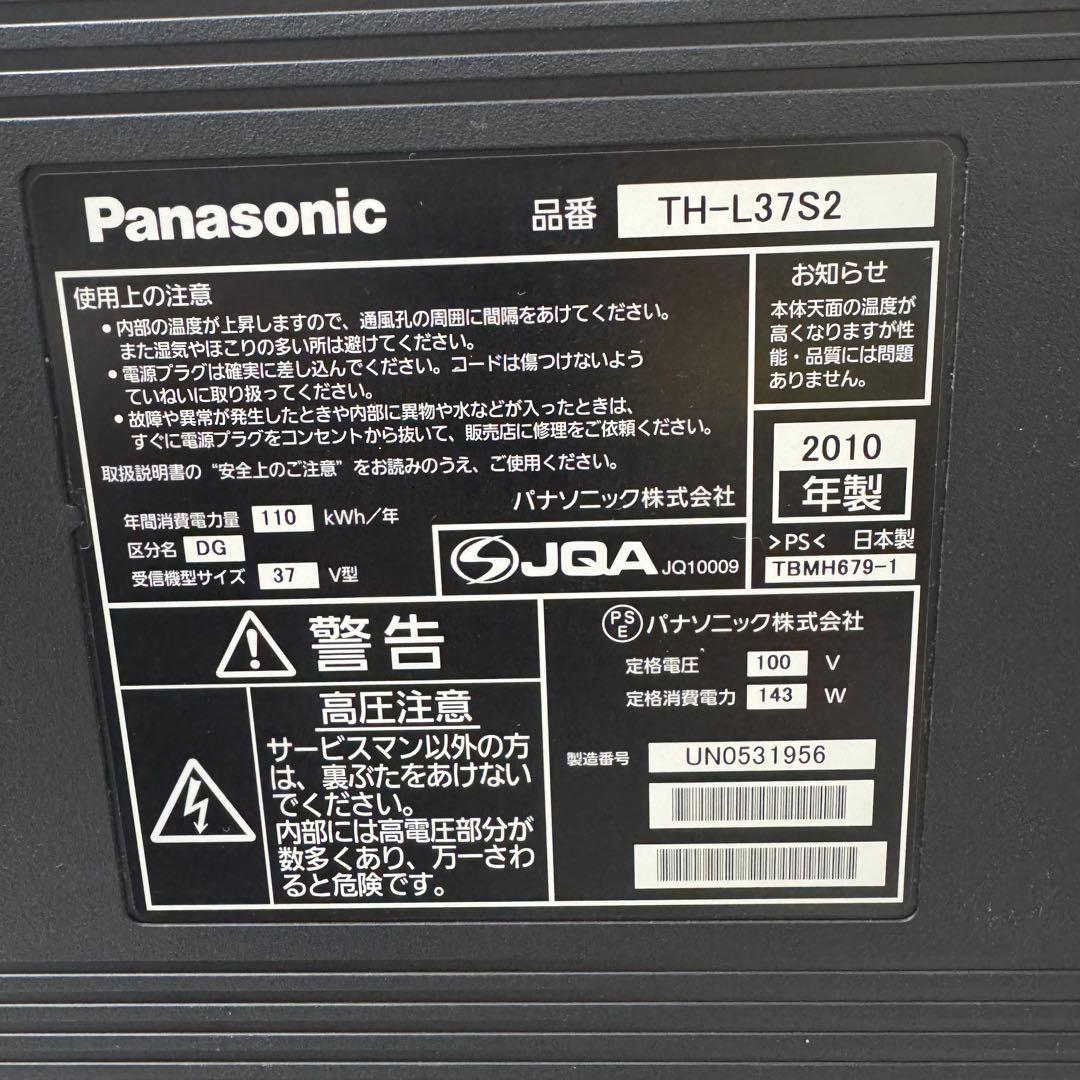 Panasonic
品番 TH-L37S2
使用上の注意
●内部の温度が上昇しますので、通風孔の周囲に間隔をあけてください。
また湿気やほこりの多い所は避けてください。
●電源プラグは確実に差し込んでください。コードは傷つけないよう
ていねいに取り扱ってください。
●故障や異常が発生したときや内部に異物や水などが入ったときは、
すぐに電源プラグをコンセントから抜いて、販売店に修理をご依頼ください。
取扱説明書の“安全上のご注意”をお読みのうえ、ご使用ください。
パナソニック株式会社
年間消費電力量 110 kWh/年
区分名 DG
受信機型サイズ 37 V型
JQA JQ10009
お知らせ
本体天面の温度が
高くなりますが性
能・品質には問題
ありません。
2010
年製
>PS< 日本製
TBMH679-1
警告
高圧注意
サービスマン以外の方
は、裏ぶたをあけない
でください。
内部には高電圧部分が
数多くあり、万一さわ
ると危険です。
PSE パナソニック株式会社
定格電圧 100 V
定格消費電力 143 W
製造番号 UN0531956